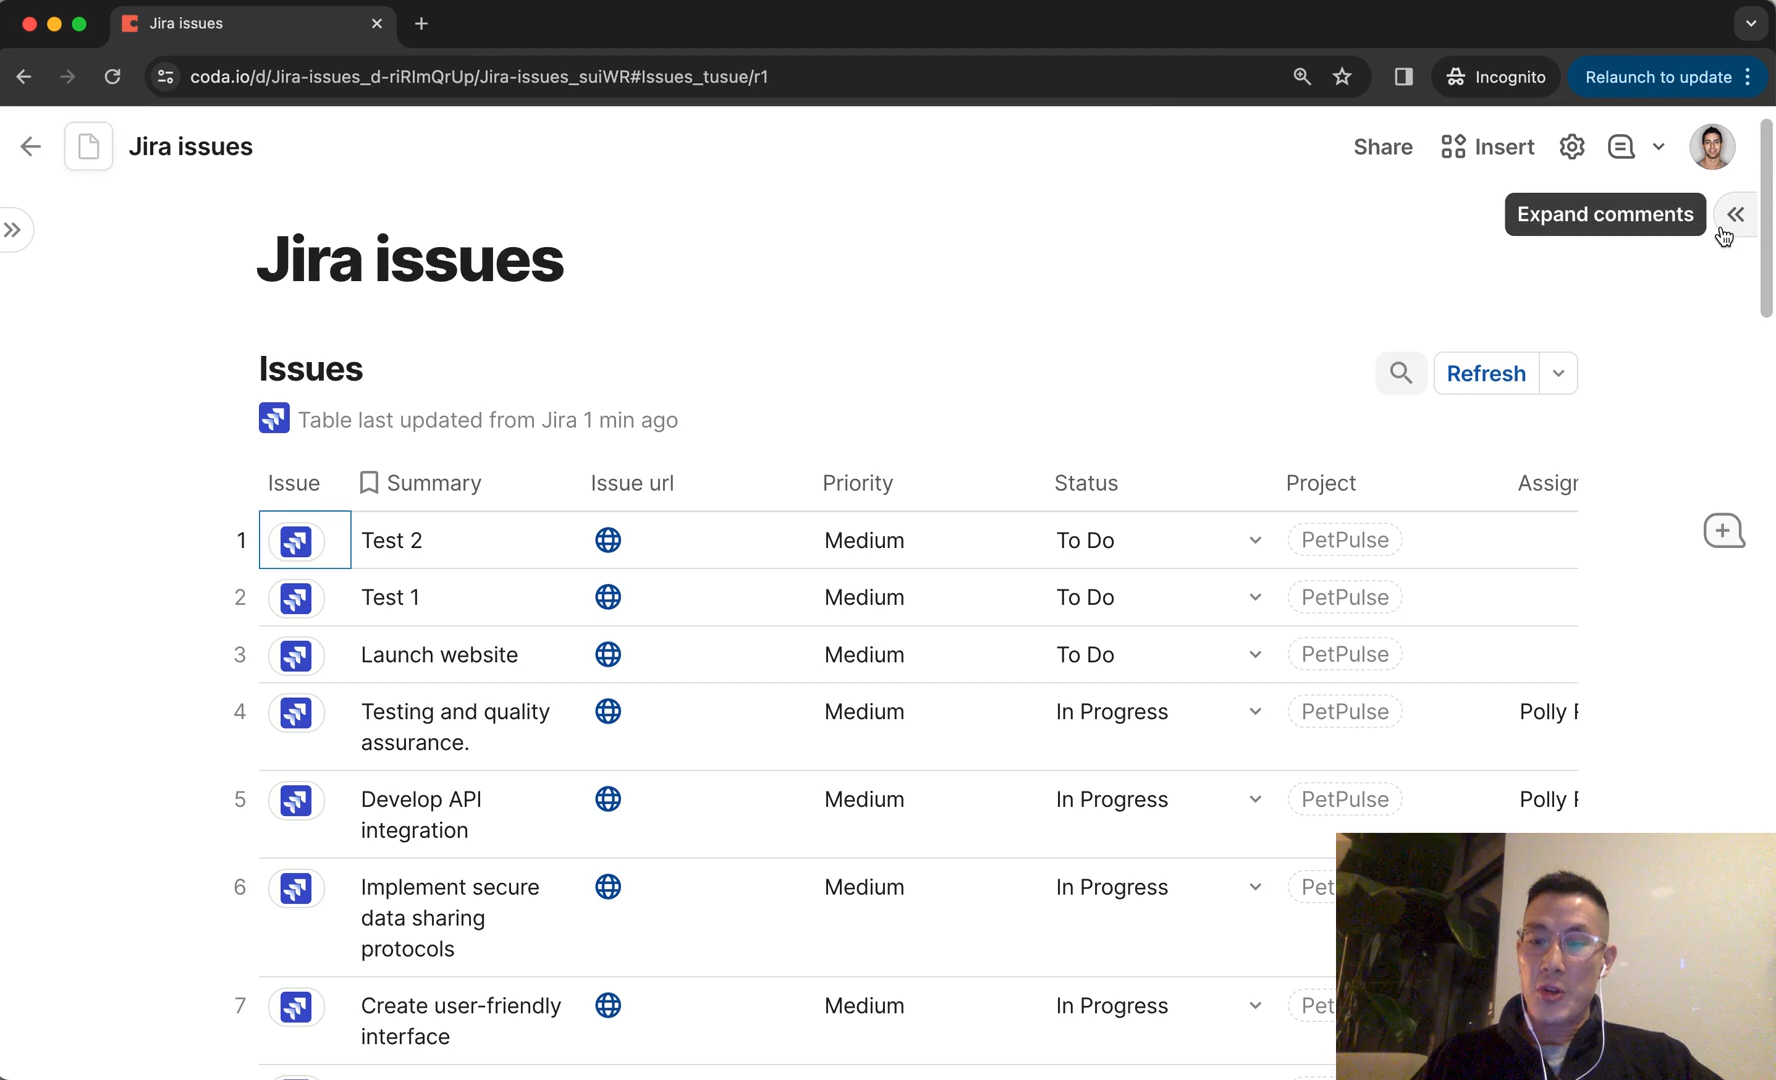 Jira issues
coda.io/d/Jira-issues_d-riRlmQrUp/Jira-issues_suiWR#Issues_tusue/r1
Incognito
Relaunch to update
Jira issues
Share
Insert
Expand comments
Jira issues
Issues
Refresh
Table last updated from Jira 1 min ago
Issue Summary Issue url Priority Status Project Assigr
1 Test 2 Medium To Do PetPulse
2 Test 1 Medium To Do PetPulse
3 Launch website Medium To Do PetPulse
4 Testing and quality Medium In Progress PetPulse Polly
assurance.
5 Develop API Medium In Progress PetPulse Polly
integration
6 Implement secure Medium In Progress Pet
data sharing
protocols
7 Create user-friendly Medium In Progress Pet
interface